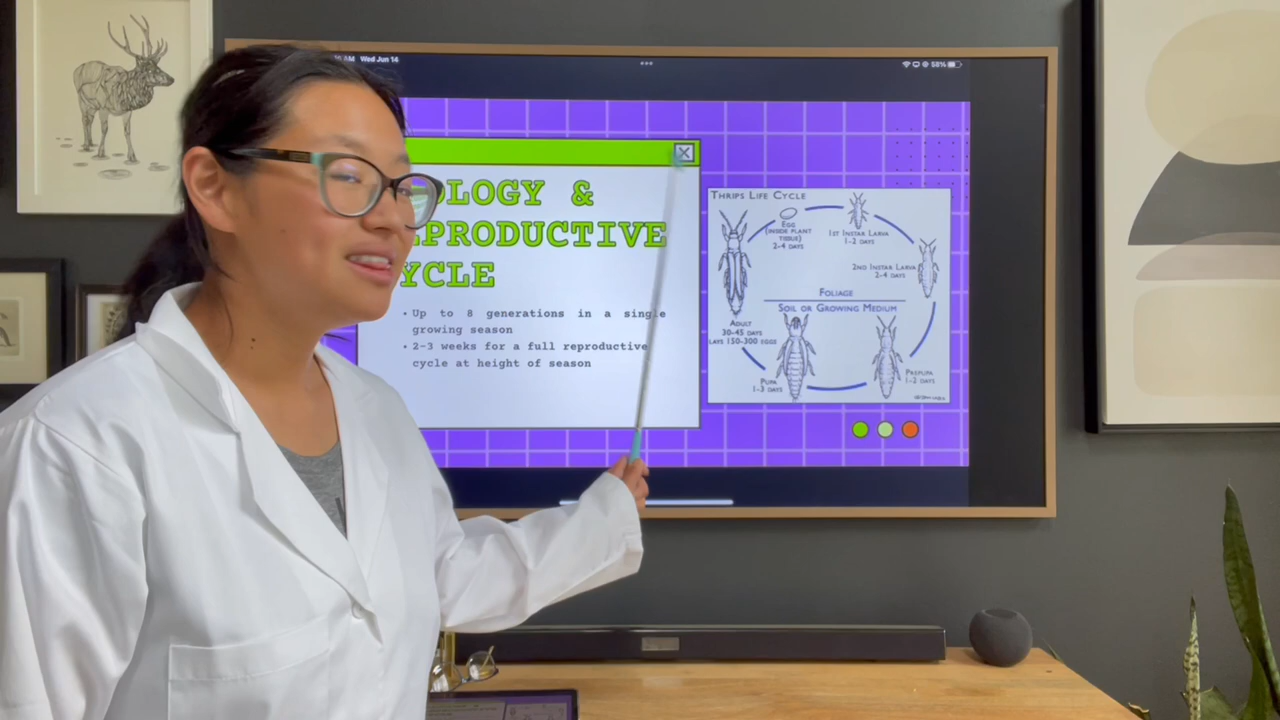 AM Wed Jun 14
58%
OLOGY &
EPRODUCTIVE
YCLE
• Up to 8 generations in a single
growing season
• 2-3 weeks for a full reproductive
cycle at height of season
Thrips Life Cycle
Egg
(inside plant
tissue)
2-4 days
1st Instar Larva
1-2 days
2nd Instar Larva
2-4 days
Foliage
Soil or Growing Medium
Prepupa
1-2 days
Pupa
1-3 days
Adult
30-45 days
Lays 150-300 eggs